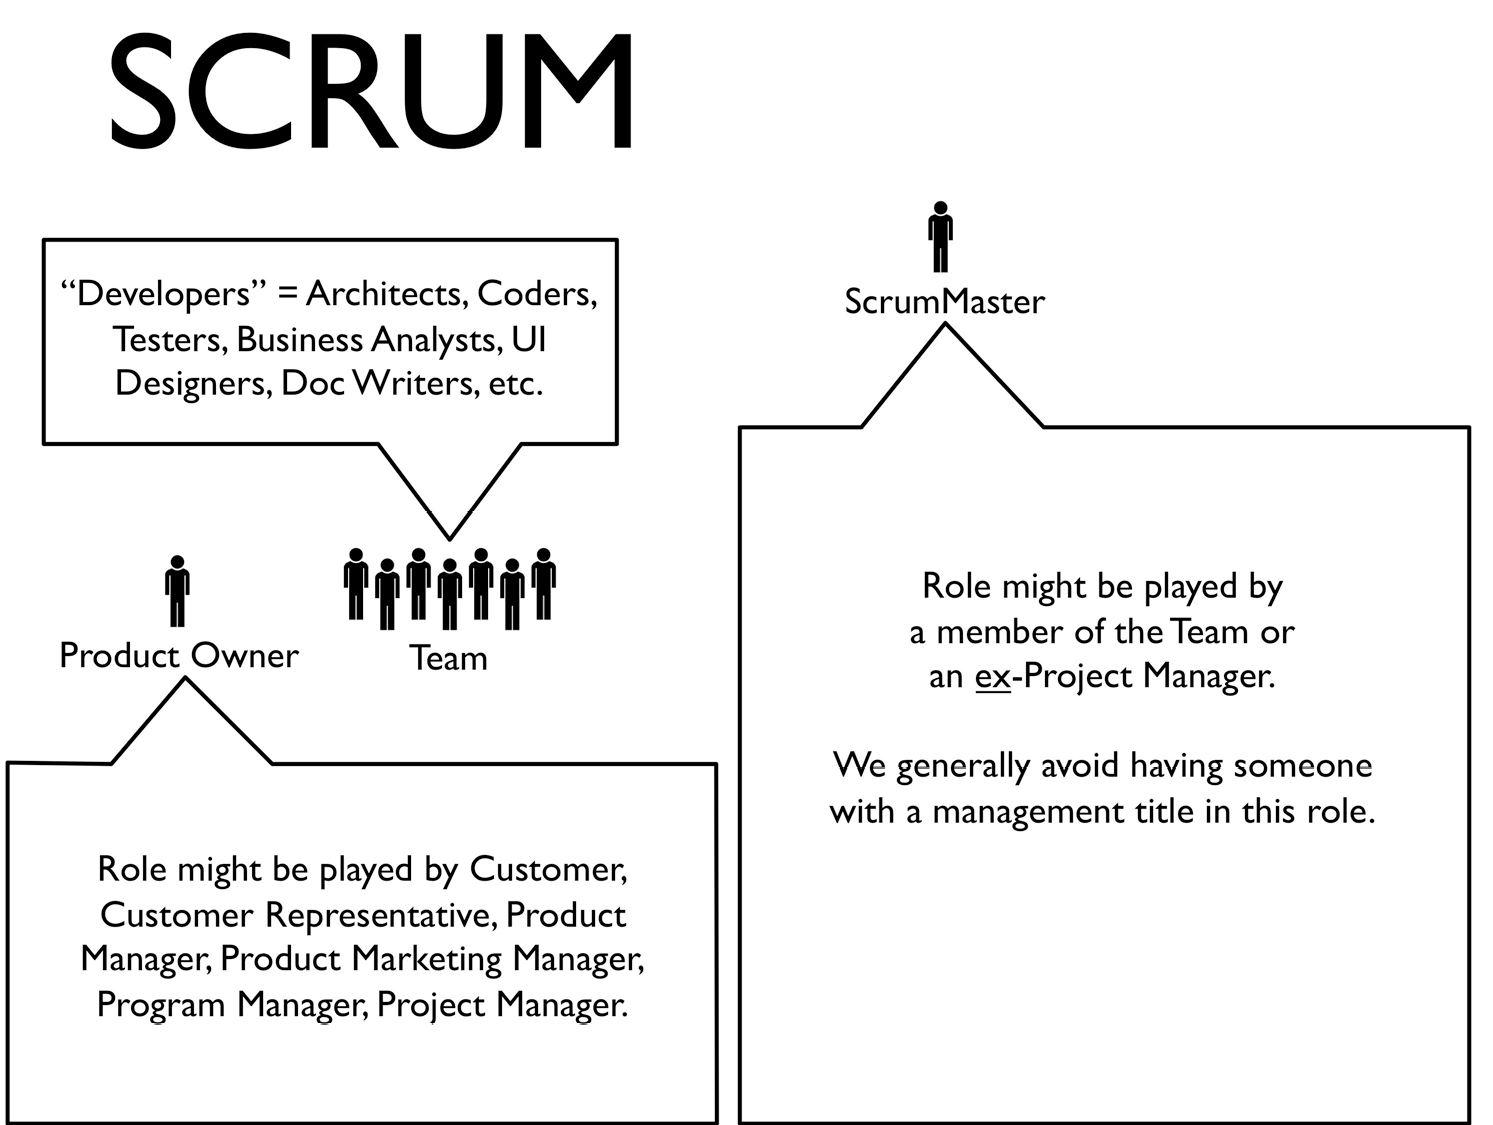 SCRUM
“Developers” = Architects, Coders,
Testers, Business Analysts, UI
Designers, Doc Writers, etc.
Product Owner
Team
Role might be played by Customer,
Customer Representative, Product
Manager, Product Marketing Manager,
Program Manager, Project Manager.
ScrumMaster
Role might be played by
a member of the Team or
an ex-Project Manager.
We generally avoid having someone
with a management title in this role.